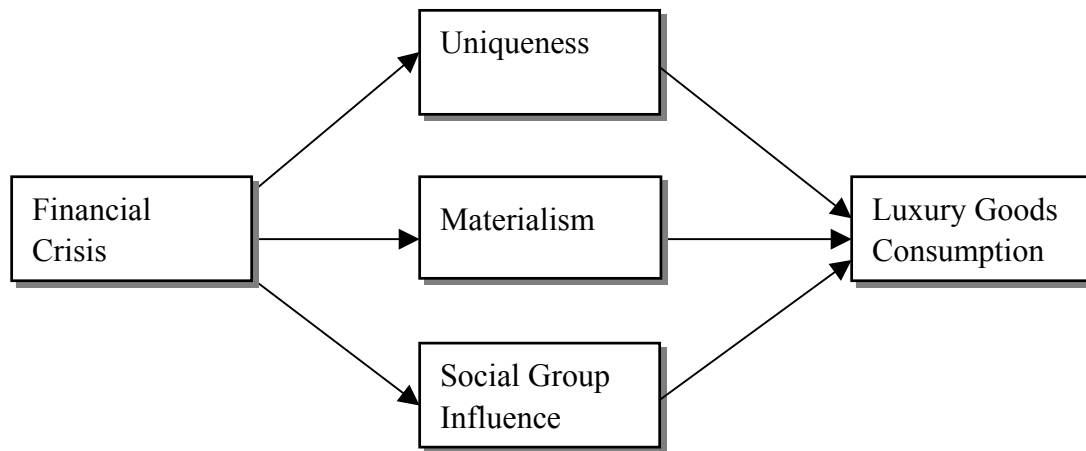 Uniqueness
Financial
Crisis
Materialism
Luxury Goods
Consumption
Social Group
Influence